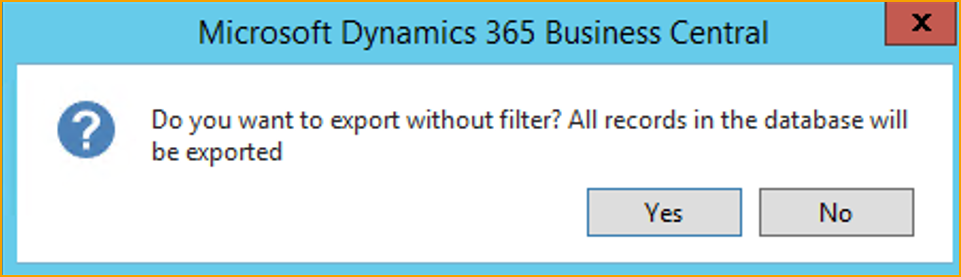 Microsoft Dynamics 365 Business Central
x
?
Do you want to export without filter? All records in the database will
be exported
Yes
No